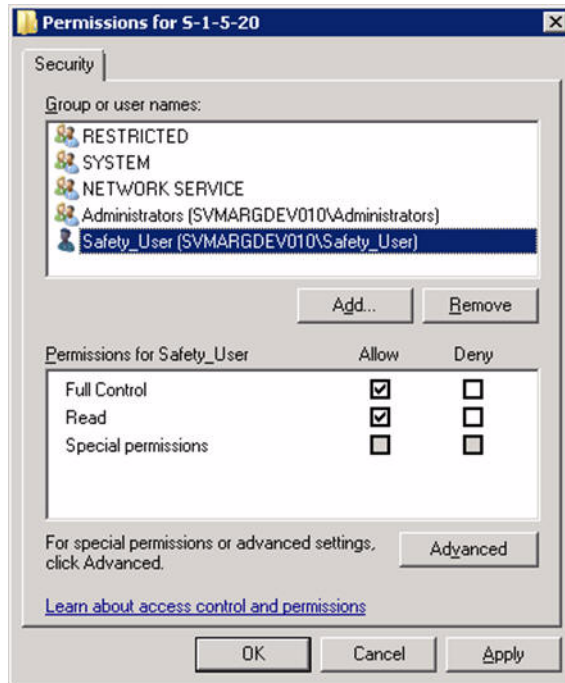 Permissions for S-1-5-20
Security
Group or user names:
RESTRICTED
SYSTEM
NETWORK SERVICE
Administrators (SVMARGDEV010\Administrators)
Safety_User (SVMARGDEV010\Safety_User)
Add... Remove
Permissions for Safety_User Allow Deny
Full Control
Read
Special permissions
For special permissions or advanced settings, Advanced
click Advanced.
Learn about access control and permissions
OK Cancel Apply